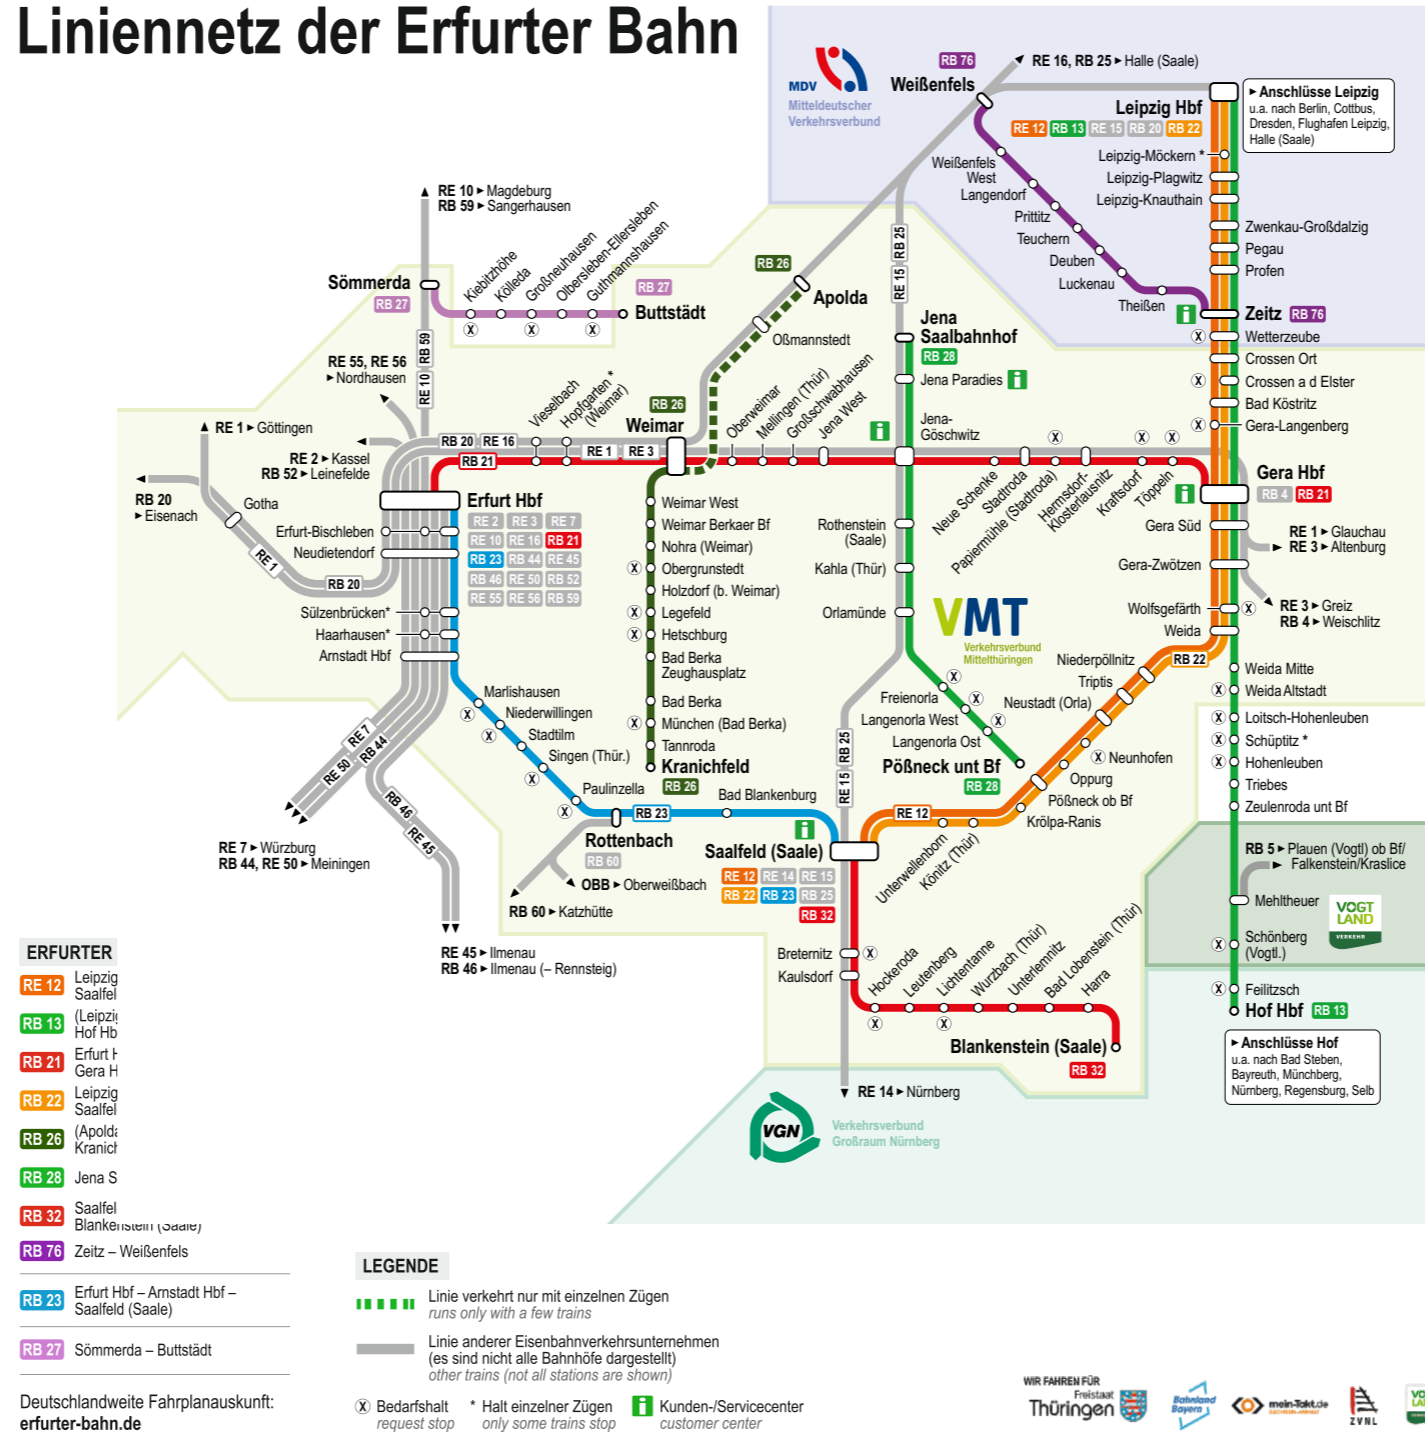 Liniennetz der Erfurter Bahn
MDV
Mitteldeutscher
Verkehrsverbund
RB 76
Weißenfels
RE 16, RB 25 ▸ Halle (Saale)
Leipzig Hbf
RE 12 RB 13 RE 15 RB 20 RB 22
▸ Anschlüsse Leipzig
u.a. nach Berlin, Cottbus,
Dresden, Flughafen Leipzig,
Halle (Saale)
Leipzig-Möckern *
Leipzig-Plagwitz
Leipzig-Knauthain
Zwenkau-Großdalzig
Pegau
Profen
Weißenfels
West
Langendorf
Prittitz
Teuchern
Deuben
Luckenau
Theißen
i
Zeitz RB 76
X Wetterzeube
Crossen Ort
X Crossen a d Elster
Bad Köstritz
X Gera-Langenberg
RE 10 ▸ Magdeburg
RB 59 ▸ Sangerhausen
Sömmerda
RB 27
Kiebitzhöhe
Kölleda
Großneuhausen
Olbersleben-Ellersleben
Guthmannshausen
X X X
RB 27
Buttstädt
RE 10 RB 59
RB 26
Apolda
Oßmannstedt
RE 15 RB 25
Jena
Saalbahnhof
RB 28
Jena Paradies i
Jena-
Göschwitz
i
RE 55, RE 56
▸ Nordhausen
RE 1 ▸ Göttingen
RE 2 ▸ Kassel
RB 52 ▸ Leinefelde
RB 20
▸ Eisenach
Gotha
RE 1
RB 20
RB 20 RE 16
RB 21
RE 1 RE 3
Vieselbach
Hopfgarten *
(Weimar)
RB 26
Weimar
Oberweimar
Mellingen (Thür)
Großschwabhausen
Jena West
Neue Schenke
Stadtroda
Papiermühle (Stadtroda)
Hermsdorf-
Klosterlausnitz
Kraftsdorf
Töppeln
X X X
i
Gera Hbf
RB 4 RB 21
Gera Süd
Gera-Zwötzen
Wolfsgefärth X
Weida
RE 1 ▸ Glauchau
RE 3 ▸ Altenburg
RE 3 ▸ Greiz
RB 4 ▸ Weischlitz
Erfurt Hbf
RE 2 RE 3 RE 7
RE 10 RE 16 RB 21
RB 23 RB 44 RE 45
RB 46 RE 50 RB 52
RE 55 RE 56 RB 59
Erfurt-Bischleben
Neudietendorf
Sülzenbrücken*
Haarhausen*
Arnstadt Hbf
Weimar West
Weimar Berkaer Bf
Nohra (Weimar)
X Obergrunstedt
Holzdorf (b. Weimar)
X Legefeld
X Hetschburg
Bad Berka
Zeughausplatz
Bad Berka
X München (Bad Berka)
Tannroda
Kranichfeld
RB 26
Rothenstein
(Saale)
Kahla (Thür)
Orlamünde
VMT
Verkehrsverbund
Mittelthüringen
Freienorla X
Langenorla West X
Langenorla Ost X
Pößneck unt Bf
RB 28
RE 15 RB 25
RB 22
Niederpöllnitz
Triptis
Neustadt (Orla)
X Neunhofen
Oppurg
Pößneck ob Bf
Krölpa-Ranis
RE 12
Könitz (Thür)
Unterwellenborn
Weida Mitte
X Weida Altstadt
X Loitsch-Hohenleuben
X Schüptitz *
X Hohenleuben
Triebes
Zeulenroda unt Bf
RB 5 ▸ Plauen (Vogtl) ob Bf/
Falkenstein/Kraslice
Mehltheuer
VOGT
LAND
VERKEHR
X Schönberg
(Vogtl.)
X Feilitzsch
Hof Hbf RB 13
▸ Anschlüsse Hof
u.a. nach Bad Steben,
Bayreuth, Münchberg,
Nürnberg, Regensburg, Selb
Marlishausen
X Niederwillingen
X Stadtilm
Singen (Thür.)
X Paulinzella
X
RB 23
Bad Blankenburg
Rottenbach
RB 60
OBB ▸ Oberweißbach
RB 60 ▸ Katzhütte
i
Saalfeld (Saale)
RE 12 RE 14 RE 15
RB 22 RB 23 RB 25
RB 32
RE 7
RE 50 RB 44
RB 46
RE 45
RE 7 ▸ Würzburg
RB 44, RE 50 ▸ Meiningen
RE 45 ▸ Ilmenau
RB 46 ▸ Ilmenau (– Rennsteig)
Breternitz X
Kaulsdorf
Hockeroda
Leutenberg
Lichtentanne
Wurzbach (Thür)
Unterlemnitz
Bad Lobenstein (Thür)
Harra
X X
Blankenstein (Saale)
RB 32
RE 14 ▸ Nürnberg
VGN
Verkehrsverbund
Großraum Nürnberg
ERFURTER
RE 12 Leipzig
Saalfel
RB 13 (Leipzig
Hof Hb
RB 21 Erfurt H
Gera H
RB 22 Leipzig
Saalfel
RB 26 (Apolda
Kranich
RB 28 Jena S
RB 32 Saalfel
Blankenstein (Saale)
RB 76 Zeitz – Weißenfels
RB 23 Erfurt Hbf – Arnstadt Hbf –
Saalfeld (Saale)
RB 27 Sömmerda – Buttstädt
Deutschlandweite Fahrplanauskunft:
erfurter-bahn.de
LEGENDE
Linie verkehrt nur mit einzelnen Zügen
runs only with a few trains
Linie anderer Eisenbahnverkehrsunternehmen
(es sind nicht alle Bahnhöfe dargestellt)
other trains (not all stations are shown)
X Bedarfshalt * Halt einzelner Zügen i Kunden-/Servicecenter
request stop only some trains stop customer center
WIR FAHREN FÜR
Freistaat
Thüringen
Bahnland
Bayern
mein-Takt.de
ZVNL